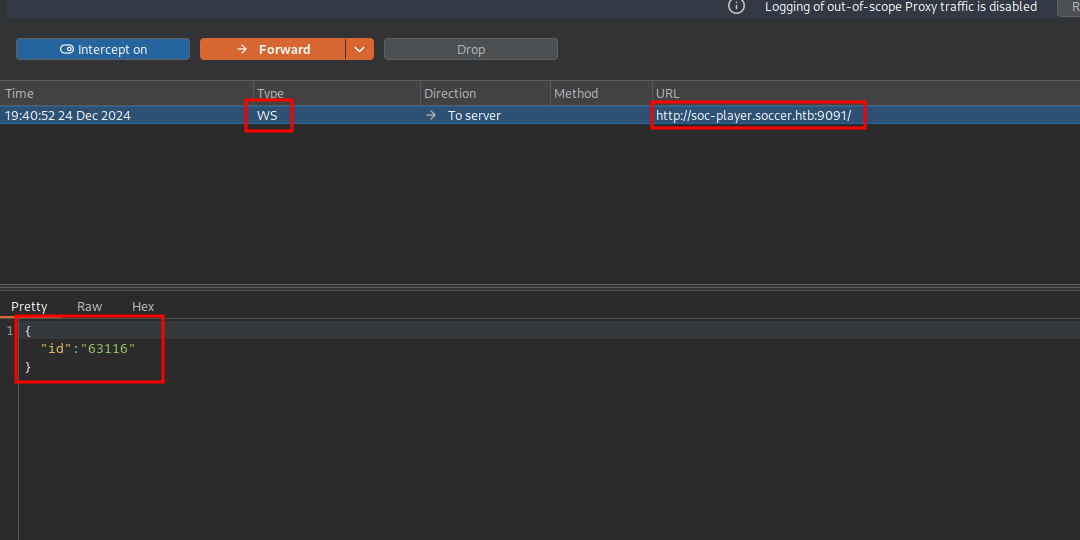 Logging of out-of-scope Proxy traffic is disabled
R
Intercept on
Forward
Drop
Time Type Direction Method URL
19:40:52 24 Dec 2024 WS To server http://soc-player.soccer.htb:9091/
Pretty Raw Hex
1 {
"id":"63116"
}